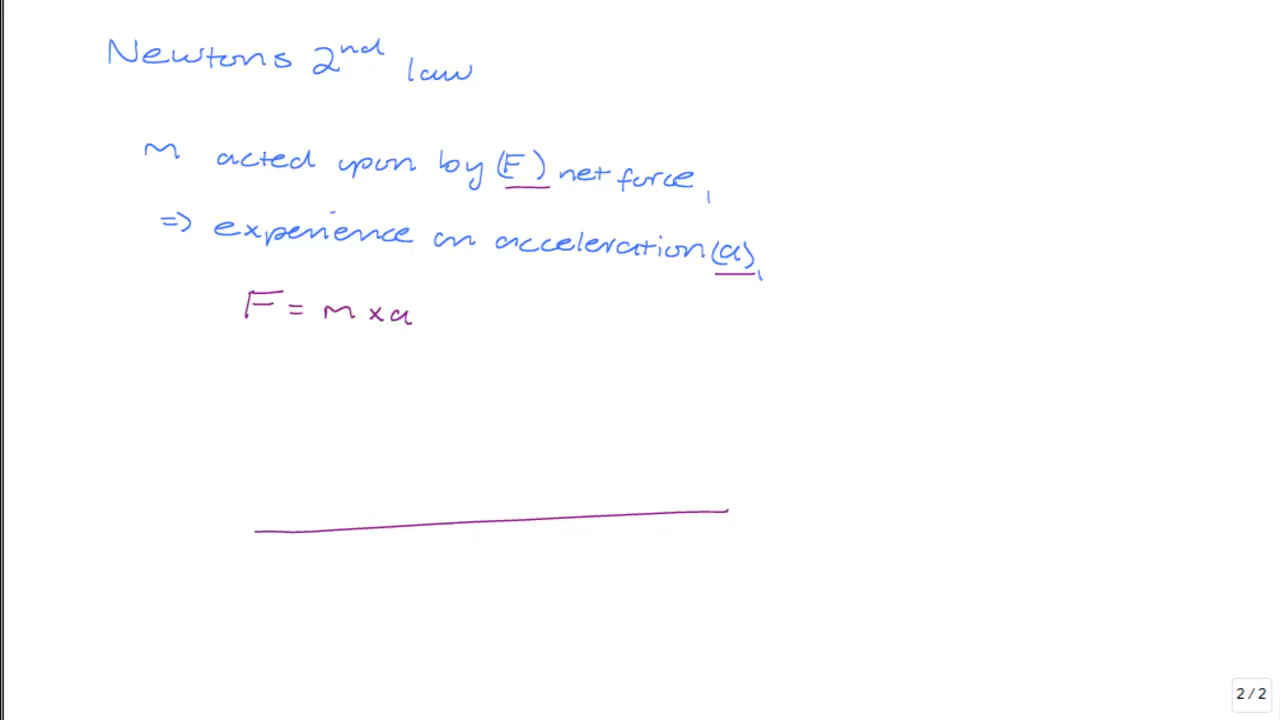 Newtons 2nd law
m acted upon by (F) net force,
=> experience an acceleration (a),
F = m x a
2 / 2